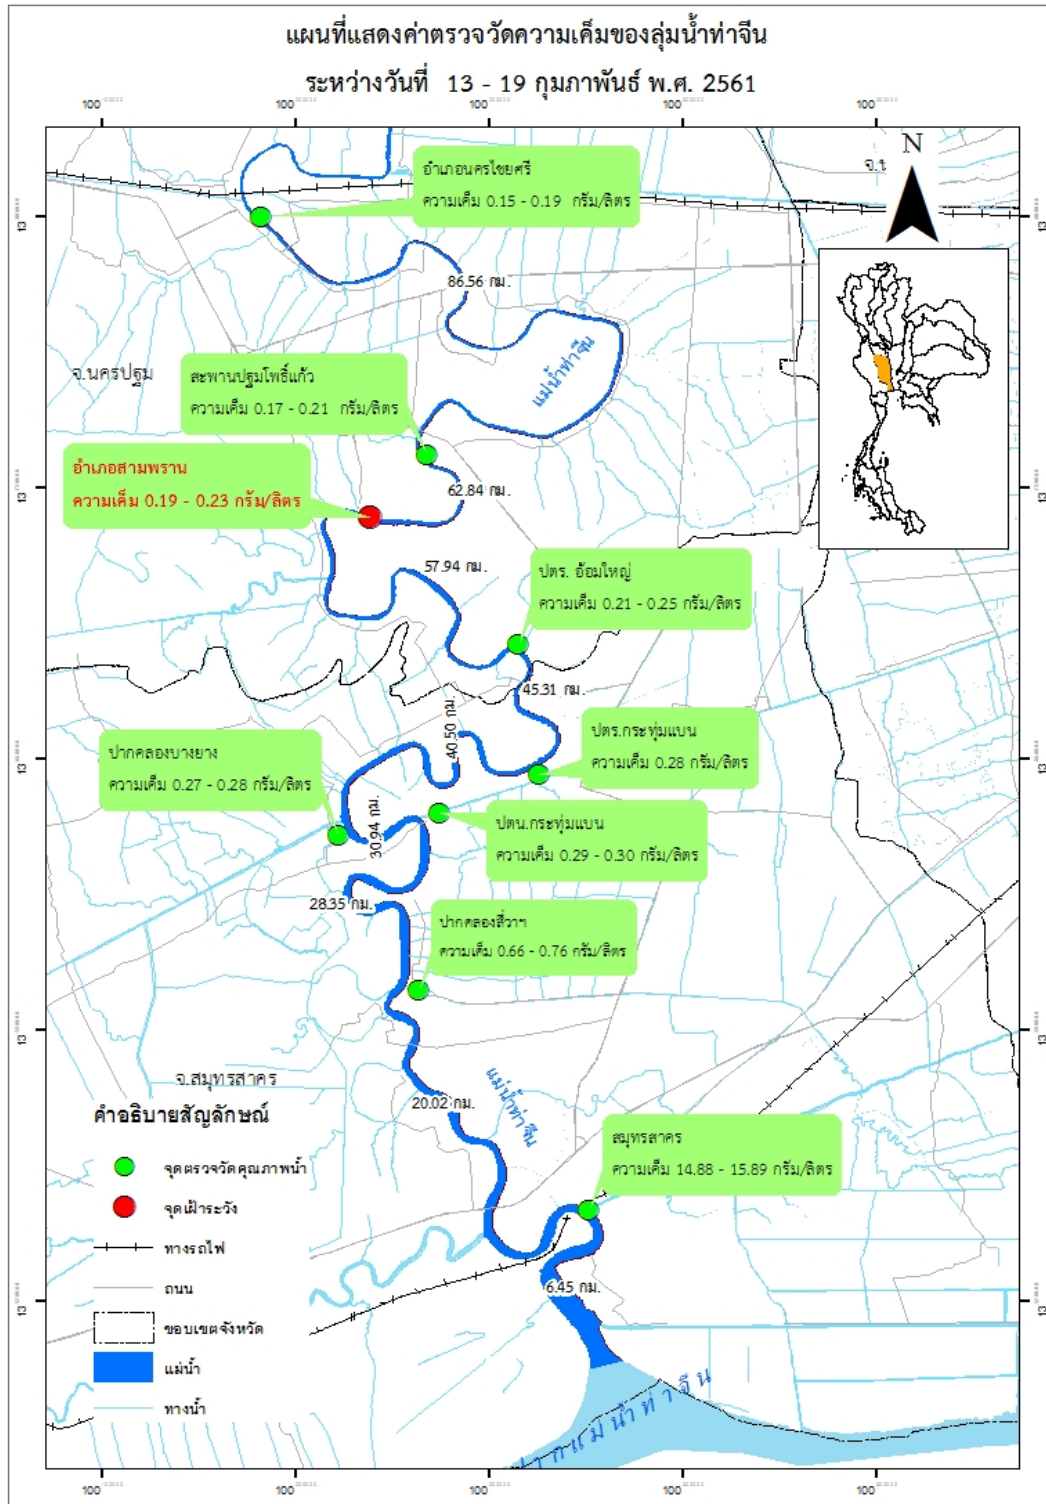 แผนที่แสดงค่าตรวจวัดความเค็มของลุ่มน้ำท่าจีน
ระหว่างวันที่ 13 - 19 กุมภาพันธ์ พ.ศ. 2561
N
อำเภอนครไชยศรี
ความเค็ม 0.15 - 0.19 กรัม/ลิตร
86.56 กม.
แม่น้ำท่าจีน
จ.นครปฐม
สะพานปฐมโพธิ์แก้ว
ความเค็ม 0.17 - 0.21 กรัม/ลิตร
อำเภอสามพราน
ความเค็ม 0.19 - 0.23 กรัม/ลิตร
62.84 กม.
57.94 กม.
ปตร. อ้อมใหญ่
ความเค็ม 0.21 - 0.25 กรัม/ลิตร
45.31 กม.
40.50 กม.
ปตร.กระทุ่มแบน
ความเค็ม 0.28 กรัม/ลิตร
ปากคลองบางยาง
ความเค็ม 0.27 - 0.28 กรัม/ลิตร
30.94 กม.
ปตน.กระทุ่มแบน
ความเค็ม 0.29 - 0.30 กรัม/ลิตร
28.35 กม.
ปากคลองสี่วาฯ
ความเค็ม 0.66 - 0.76 กรัม/ลิตร
จ.สมุทรสาคร
20.02 กม.
แม่น้ำท่าจีน
สมุทรสาคร
ความเค็ม 14.88 - 15.89 กรัม/ลิตร
6.45 กม.
ปากแม่น้ำท่าจีน
คำอธิบายสัญลักษณ์
จุดตรวจวัดคุณภาพน้ำ
จุดเฝ้าระวัง
ทางรถไฟ
ถนน
ขอบเขตจังหวัด
แม่น้ำ
ทางน้ำ